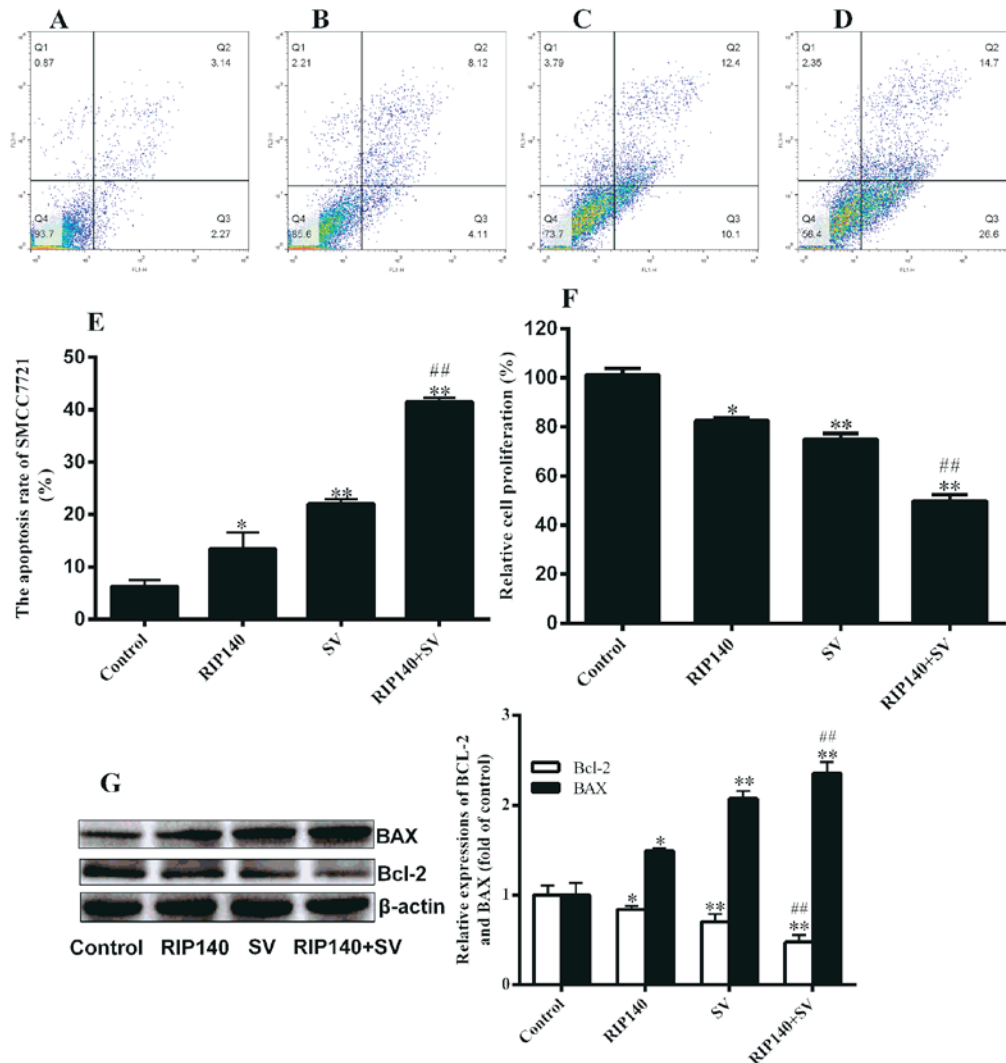 A
B
C
D
Q1
0.87
Q2
3.14
Q4
93.7
Q3
2.27
FL1-H
Q1
2.21
Q2
8.12
Q4
85.6
Q3
4.11
FL1-H
Q1
3.79
Q2
12.4
Q4
73.7
Q3
10.1
FL1-H
Q1
2.35
Q2
14.7
Q4
56.4
Q3
26.6
FL1-H
E
The apoptosis rate of SMCC7721
(%)
50
40
30
20
10
0
*
**
##
**
Control
RIP140
SV
RIP140+SV
F
Relative cell proliferation (%)
120
100
80
60
40
20
0
*
**
##
**
Control
RIP140
SV
RIP140+SV
G
BAX
Bcl-2
β-actin
Control RIP140 SV RIP140+SV
Relative expressions of BCL-2
and BAX (fold of control)
3
2
1
0
Bcl-2
BAX
*
*
**
**
##
**
##
**
Control
RIP140
SV
RIP140+SV